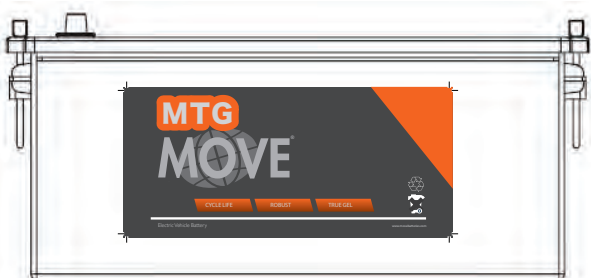 MTG
MOVE®
CYCLE LIFE ROBUST TRUE GEL
Electric Vehicle Battery